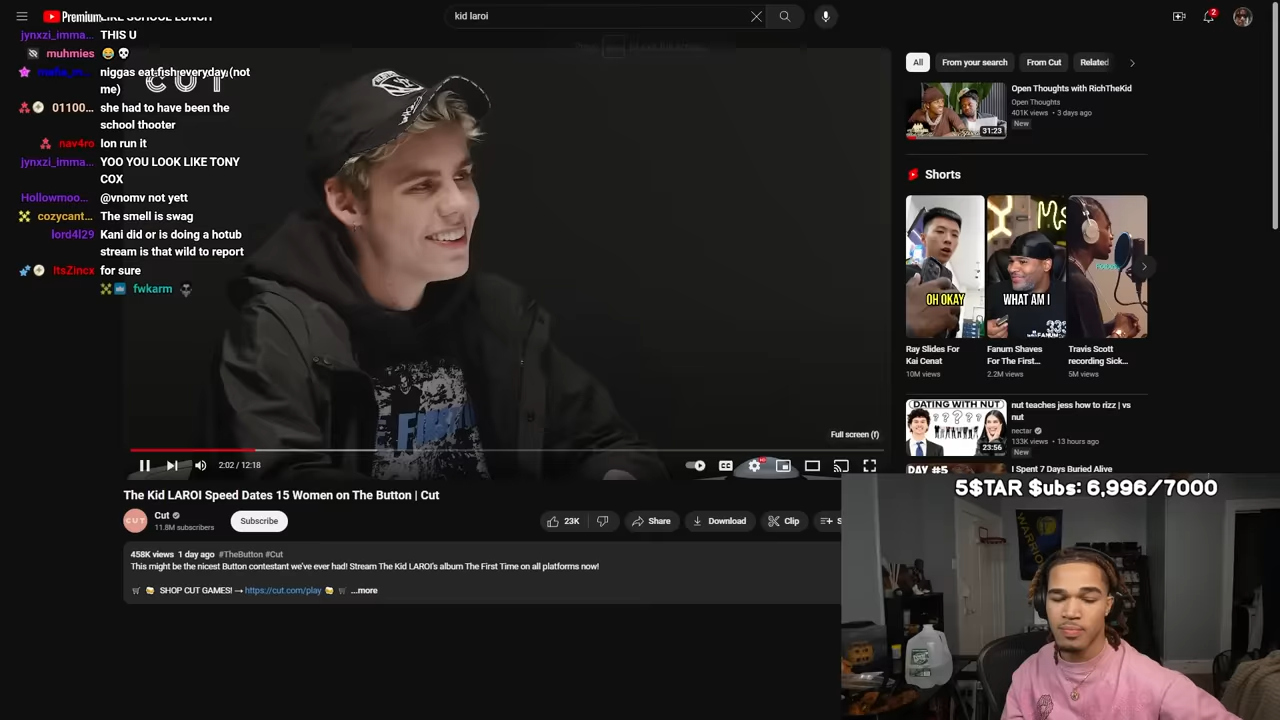 Premium
kid laroi
2
LIKE SCHOOL LUNCH
jynxzi_imma... THIS U
muhmies
niggas eat fish everyday (not
me)
01100... she had to have been the
school thooter
nav4ro Ion run it
jynxzi_imma... YOO YOU LOOK LIKE TONY
COX
Hollowmoo... @vnomv not yett
cozycant... The smell is swag
lord4l29 Kani did or is doing a hotub
stream is that wild to report
ItsZincx for sure
fwkarm
CUT
Full screen (f)
2:02 / 12:18
HD
The Kid LAROI Speed Dates 15 Women on The Button | Cut
CUT
Cut
11.8M subscribers
Subscribe
23K
Share
Download
Clip
S
458K views 1 day ago #TheButton #Cut
This might be the nicest Button contestant we've ever had! Stream The Kid LAROI's album The First Time on all platforms now!
SHOP CUT GAMES! → https://cut.com/play ...more
All
From your search
From Cut
Related
31:23
Open Thoughts with RichTheKid
Open Thoughts
401K views • 3 days ago
New
Shorts
OH OKAY
WHAT AM I
Ray Slides For
Kai Cenat
10M views
Fanum Shaves
For The First...
2.2M views
Travis Scott
recording Sick...
5M views
DATING WITH NUT
23:56
nut teaches jess how to rizz | vs
nut
nectar
133K views • 13 hours ago
New
DAY #5
I Spent 7 Days Buried Alive
5$TAR $ubs: 6,996/7000
WARRIORS